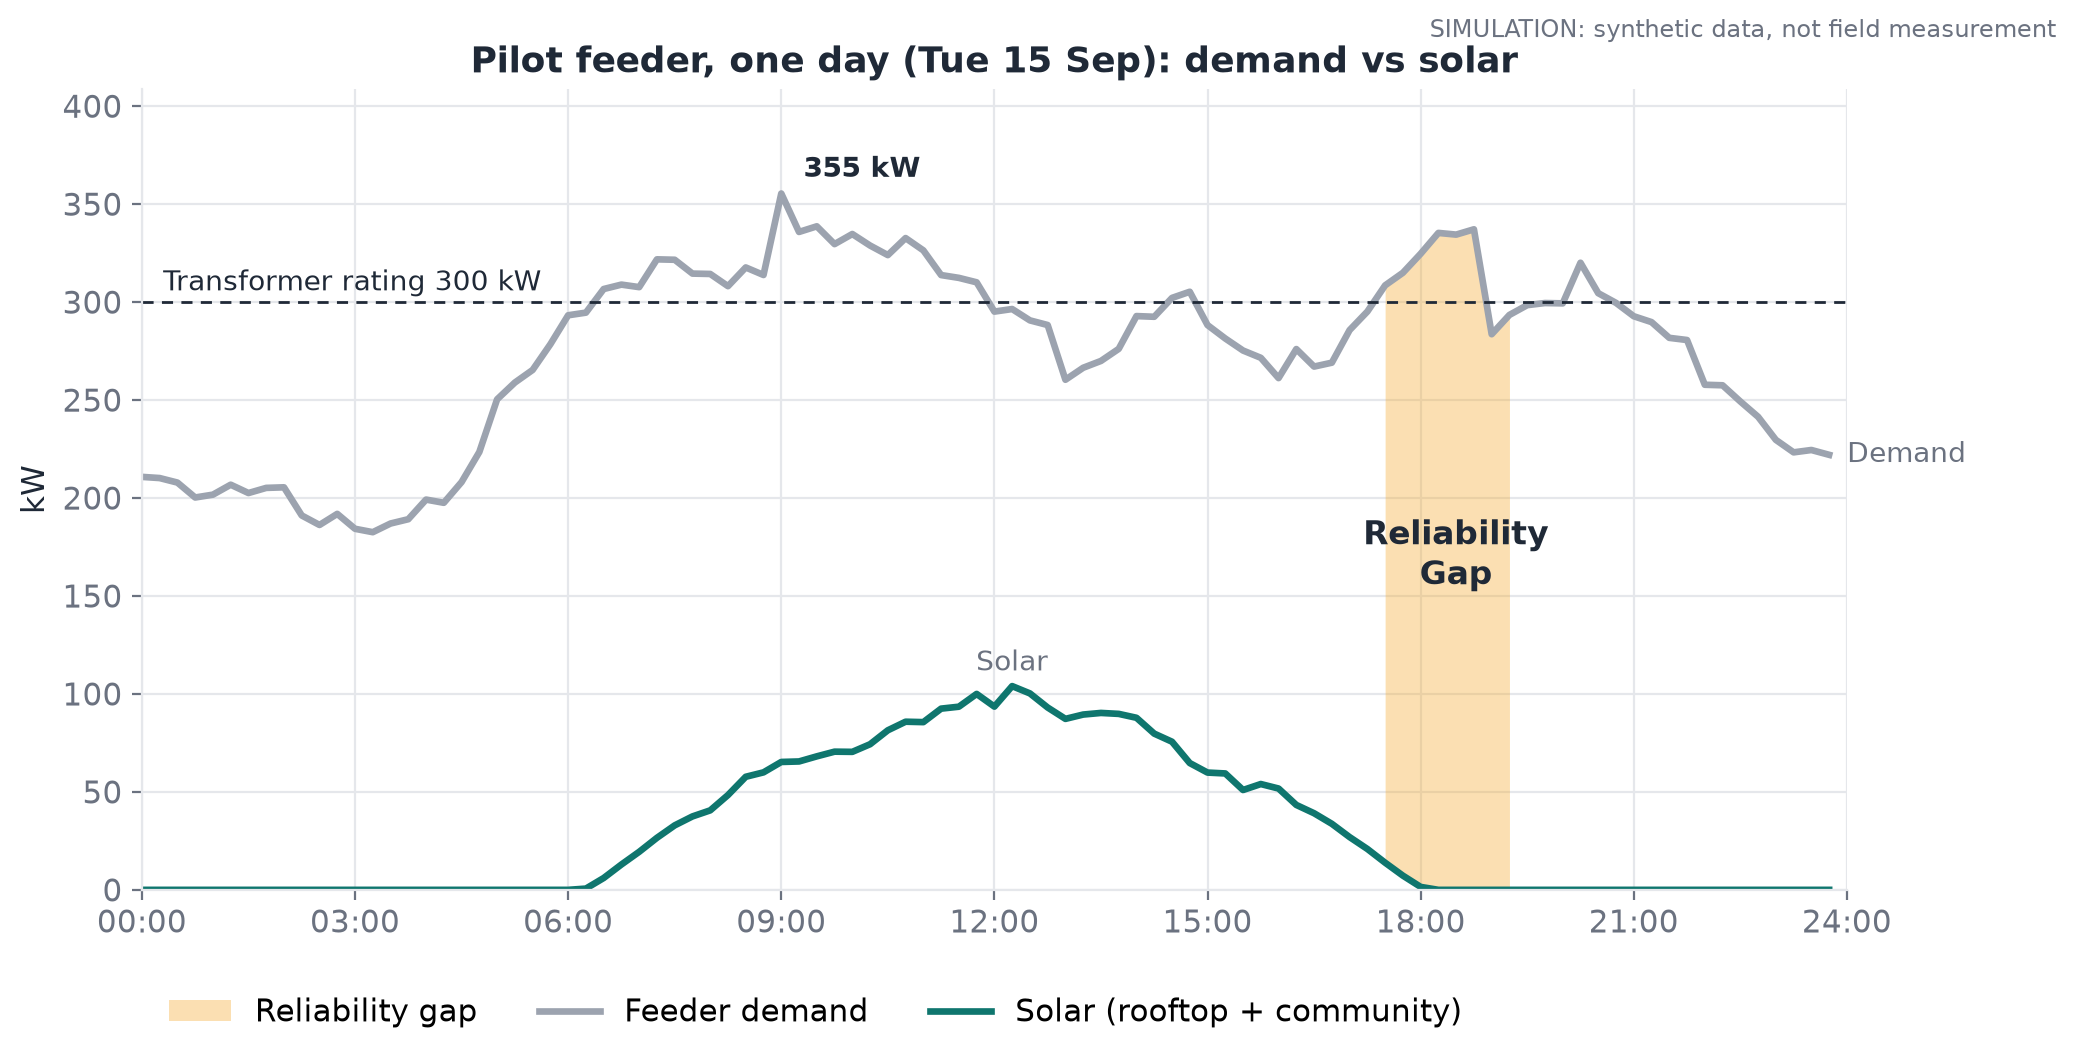 SIMULATION: synthetic data, not field measurement
Pilot feeder, one day (Tue 15 Sep): demand vs solar
kW
400
350
300
250
200
150
100
50
0
355 kW
Transformer rating 300 kW
Demand
Reliability
Gap
Solar
00:00 03:00 06:00 09:00 12:00 15:00 18:00 21:00 24:00
Reliability gap Feeder demand Solar (rooftop + community)